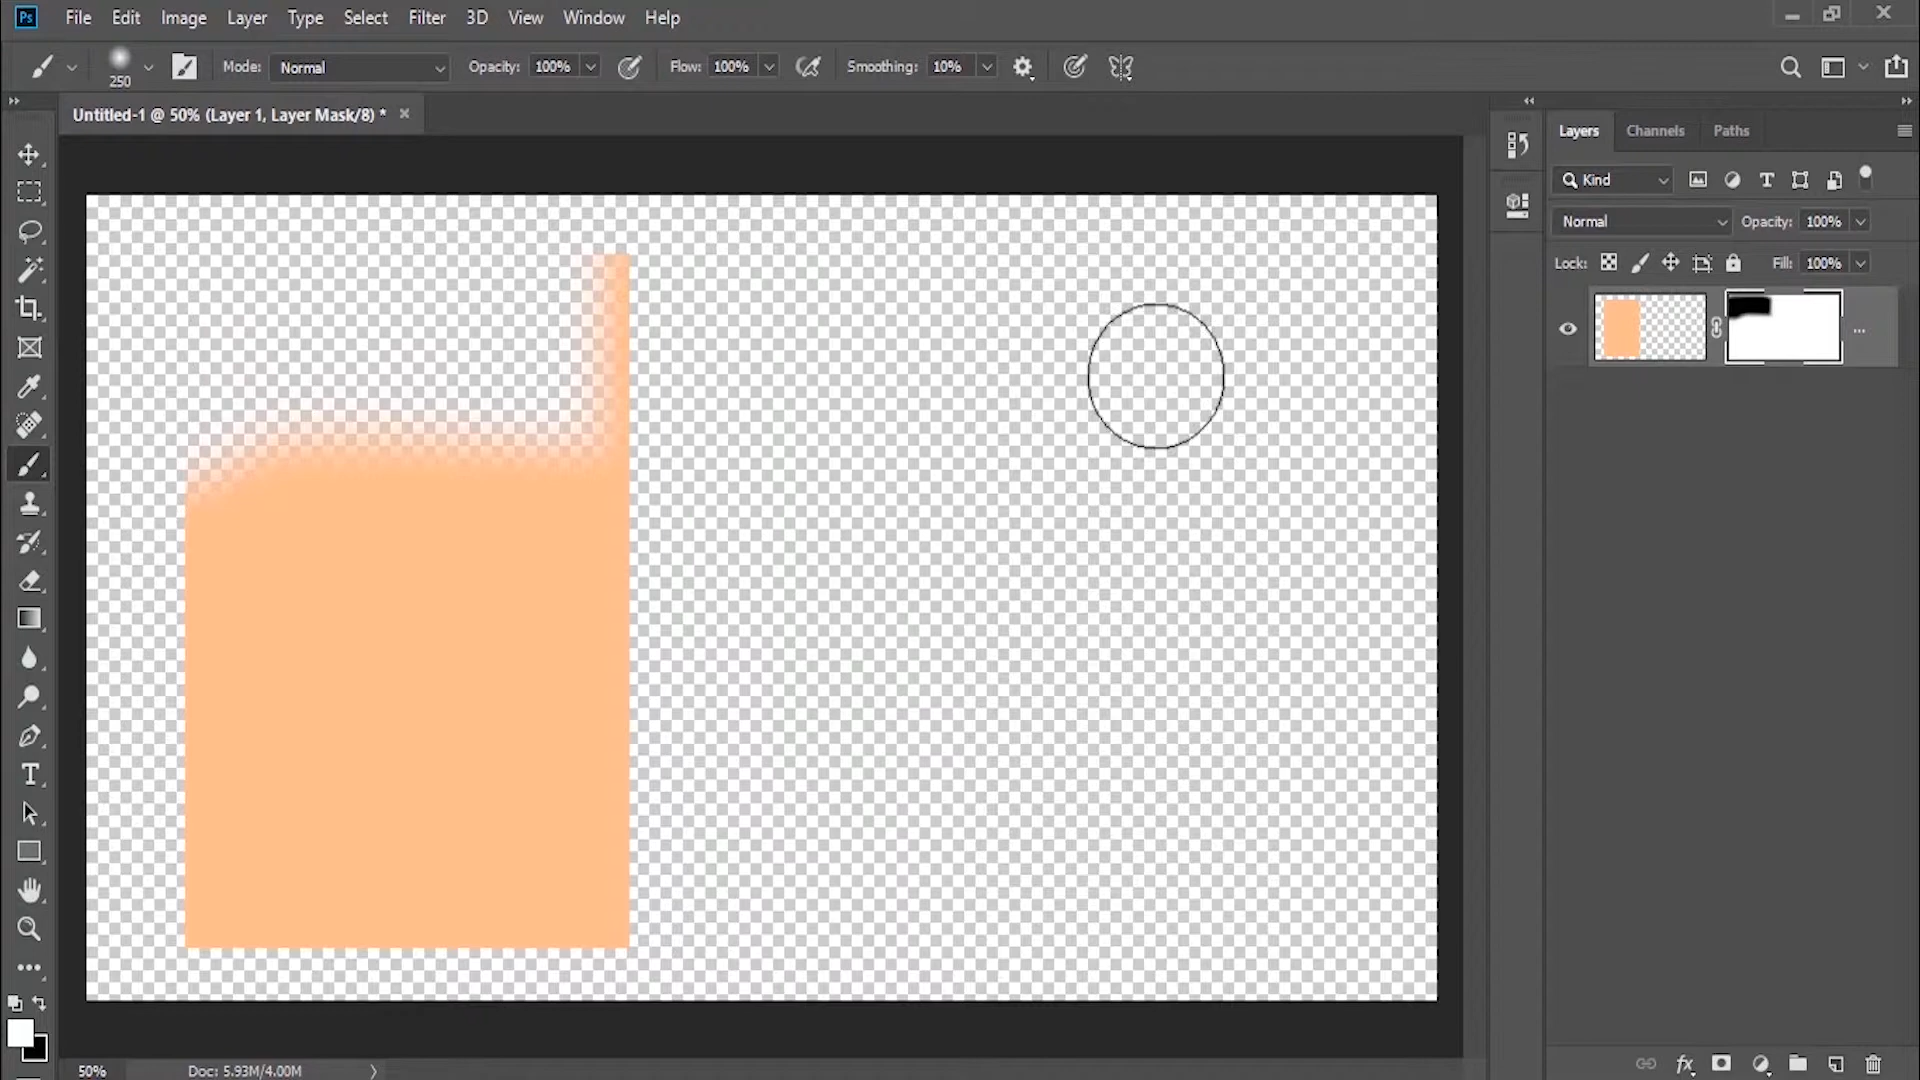 Ps File Edit Image Layer Type Select Filter 3D View Window Help
250 Mode: Normal Opacity: 100% Flow: 100% Smoothing: 10%
Untitled-1 @ 50% (Layer 1, Layer Mask/8) *
Layers Channels Paths
Kind
Normal Opacity: 100%
Lock: Fill: 100%
50% Doc: 5.93M/4.00M